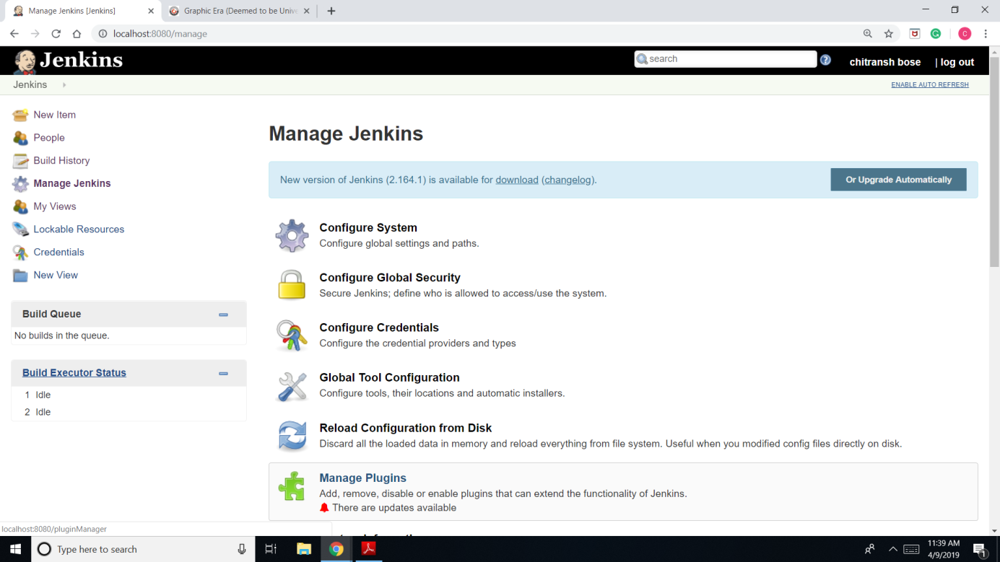 Manage Jenkins [Jenkins]
Graphic Era (Deemed to be Unive
localhost:8080/manage
C
Jenkins
search
chitransh bose
| log out
Jenkins
ENABLE AUTO REFRESH
New Item
People
Build History
Manage Jenkins
My Views
Lockable Resources
Credentials
New View
Build Queue
No builds in the queue.
Build Executor Status
1 Idle
2 Idle
Manage Jenkins
New version of Jenkins (2.164.1) is available for download (changelog).
Or Upgrade Automatically
Configure System
Configure global settings and paths.
Configure Global Security
Secure Jenkins; define who is allowed to access/use the system.
Configure Credentials
Configure the credential providers and types
Global Tool Configuration
Configure tools, their locations and automatic installers.
Reload Configuration from Disk
Discard all the loaded data in memory and reload everything from file system. Useful when you modified config files directly on disk.
Manage Plugins
Add, remove, disable or enable plugins that can extend the functionality of Jenkins.
There are updates available
localhost:8080/pluginManager
Type here to search
11:39 AM
4/9/2019
1